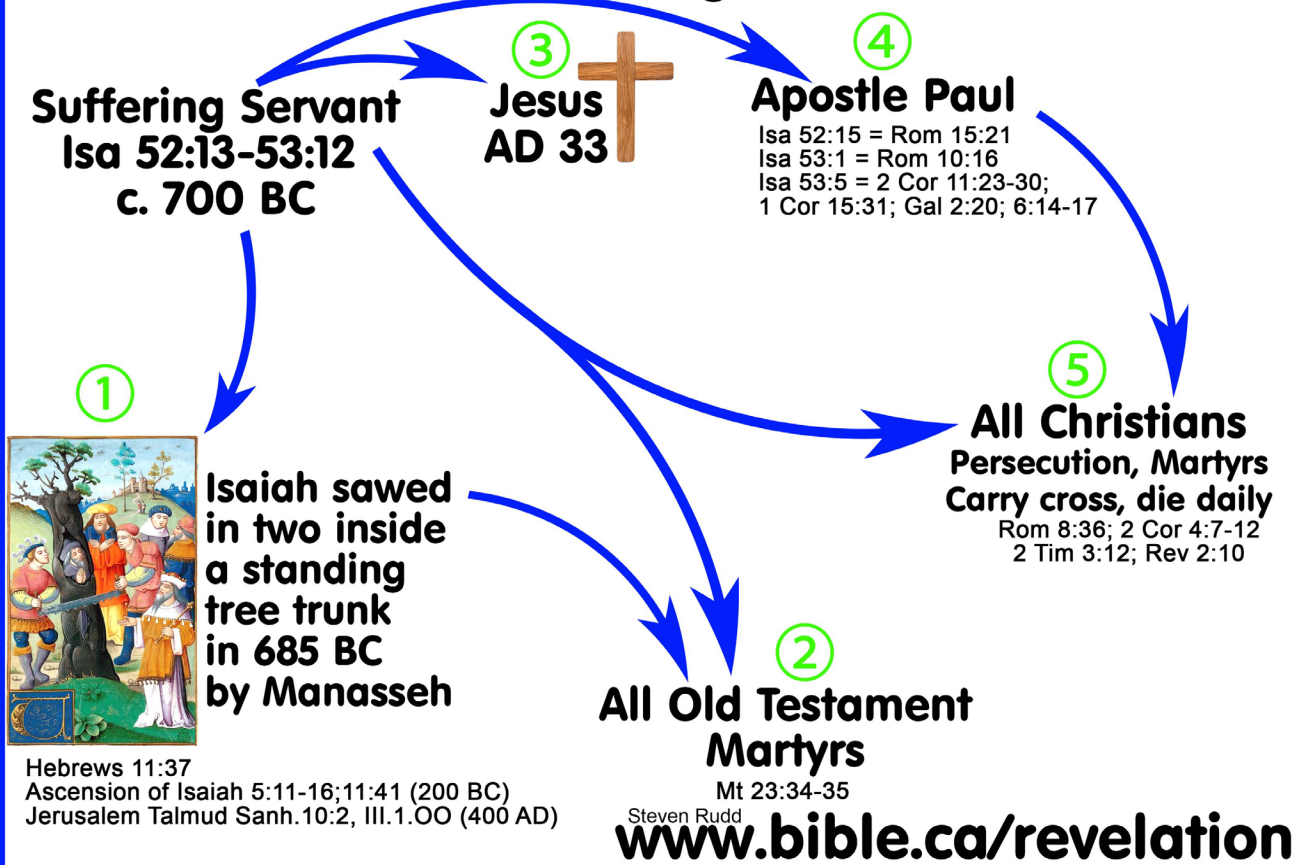 ③
④
Suffering Servant
Isa 52:13-53:12
c. 700 BC
Jesus
AD 33
Apostle Paul
Isa 52:15 = Rom 15:21
Isa 53:1 = Rom 10:16
Isa 53:5 = 2 Cor 11:23-30;
1 Cor 15:31; Gal 2:20; 6:14-17
①
⑤
All Christians
Persecution, Martyrs
Carry cross, die daily
Rom 8:36; 2 Cor 4:7-12
2 Tim 3:12; Rev 2:10
Isaiah sawed
in two inside
a standing
tree trunk
in 685 BC
by Manasseh
②
All Old Testament
Martyrs
Mt 23:34-35
Hebrews 11:37
Ascension of Isaiah 5:11-16;11:41 (200 BC)
Jerusalem Talmud Sanh.10:2, III.1.OO (400 AD)
Steven Rudd
www.bible.ca/revelation